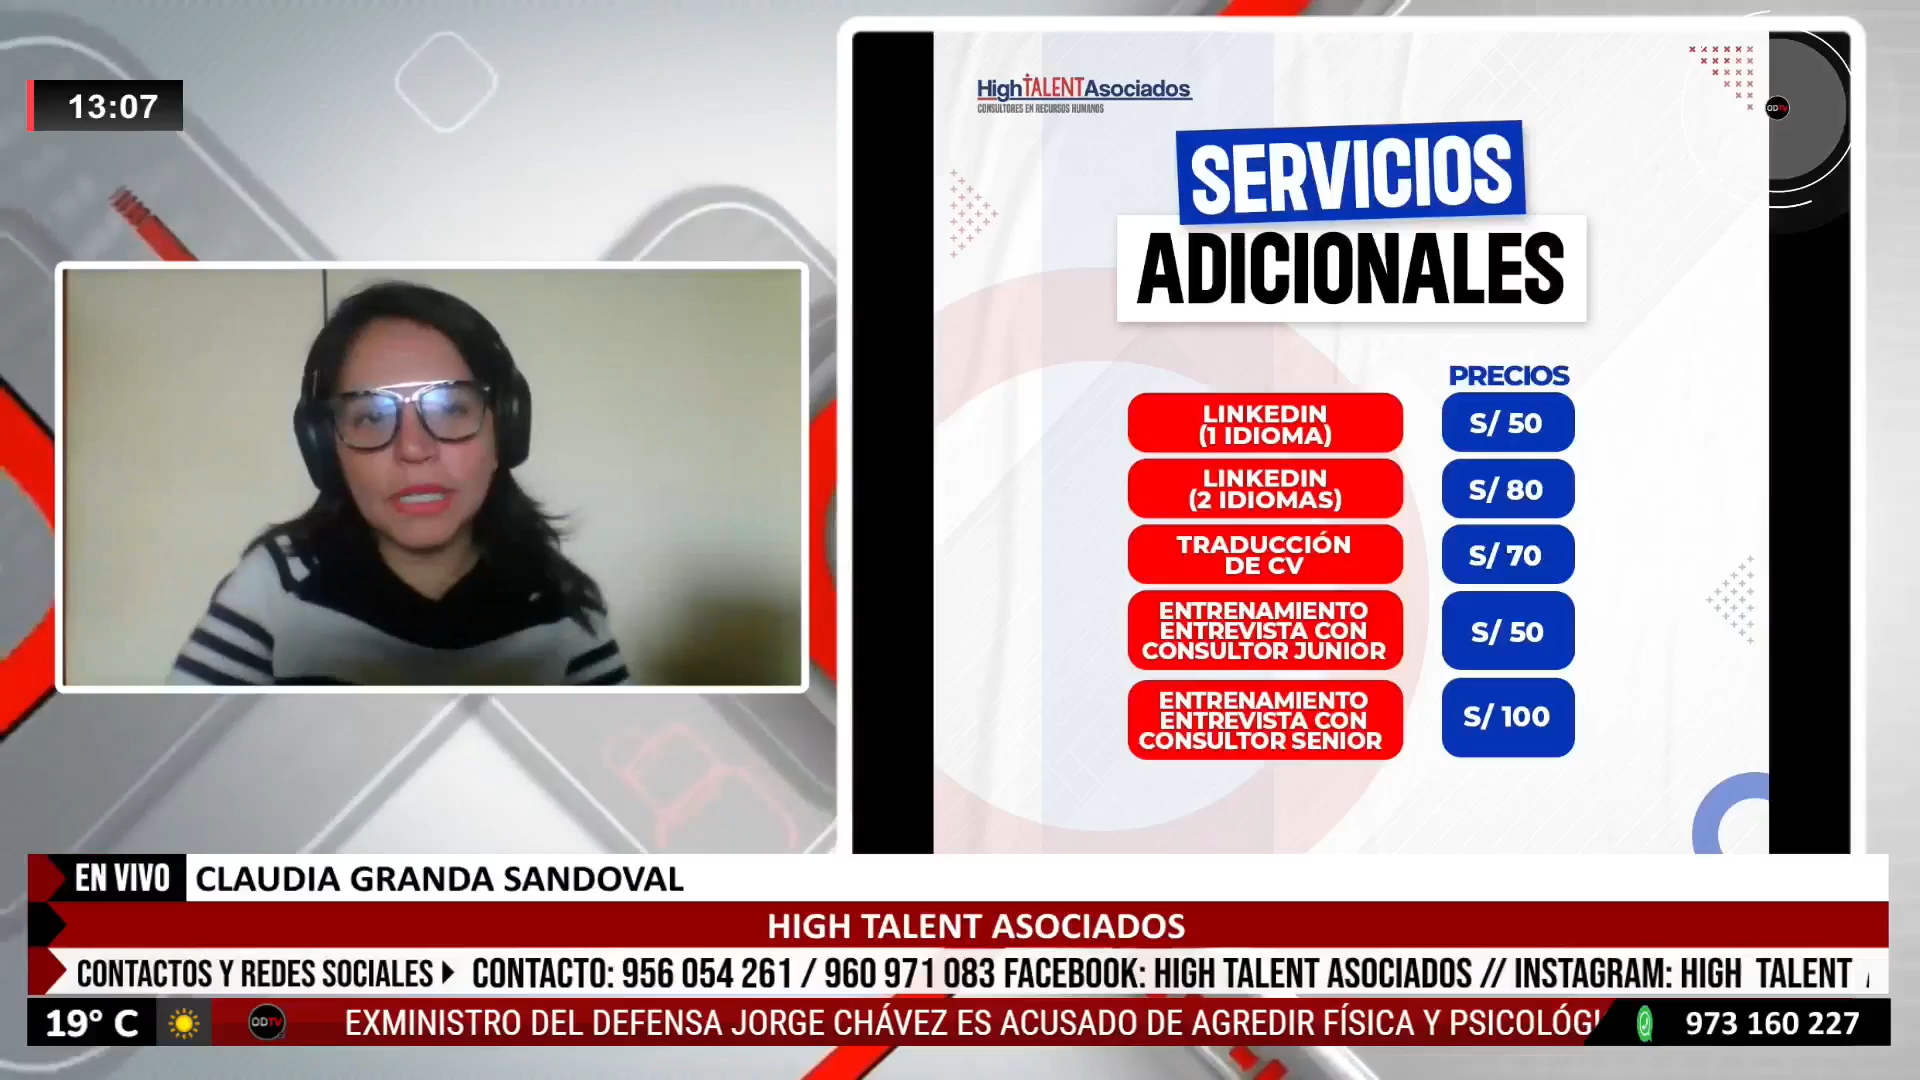 13:07
HighTALENTAsociados
CONSULTORES EN RECURSOS HUMANOS
SERVICIOS
ADICIONALES
PRECIOS
LINKEDIN
(1 IDIOMA)
S/ 50
LINKEDIN
(2 IDIOMAS)
S/ 80
TRADUCCIÓN
DE CV
S/ 70
ENTRENAMIENTO
ENTREVISTA CON
CONSULTOR JUNIOR
S/ 50
ENTRENAMIENTO
ENTREVISTA CON
CONSULTOR SENIOR
S/ 100
ODTV
EN VIVO CLAUDIA GRANDA SANDOVAL
HIGH TALENT ASOCIADOS
CONTACTOS Y REDES SOCIALES CONTACTO: 956 054 261 / 960 971 083 FACEBOOK: HIGH TALENT ASOCIADOS // INSTAGRAM: HIGH TALENT
19° C ODTV EXMINISTRO DEL DEFENSA JORGE CHÁVEZ ES ACUSADO DE AGREDIR FÍSICA Y PSICOLÓGI 973 160 227